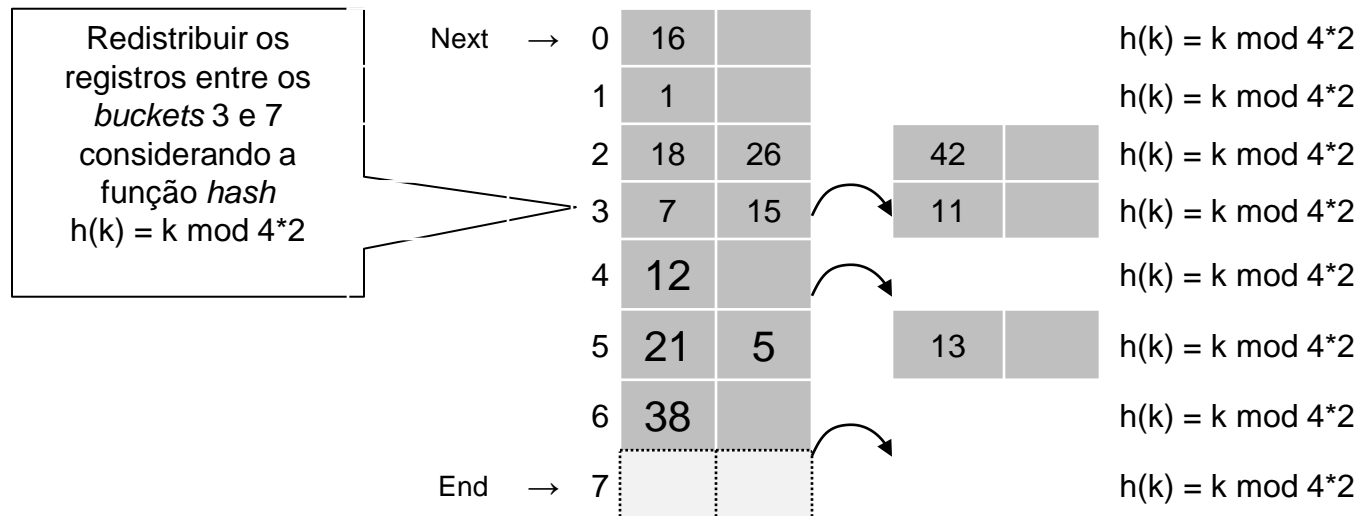 Redistribuir os
registros entre os
buckets 3 e 7
considerando a
função hash
h(k) = k mod 4*2
Next → 0 16 h(k) = k mod 4*2
1 1 h(k) = k mod 4*2
2 18 26 42 h(k) = k mod 4*2
3 7 15 11 h(k) = k mod 4*2
4 12 h(k) = k mod 4*2
5 21 5 13 h(k) = k mod 4*2
6 38 h(k) = k mod 4*2
End → 7 h(k) = k mod 4*2